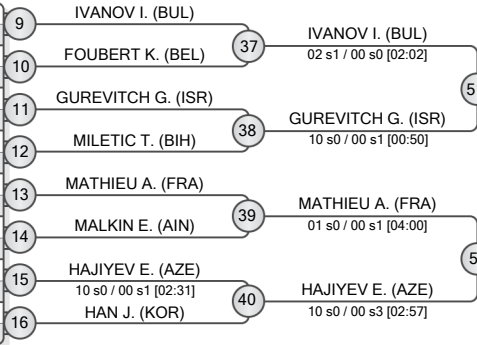 9
IVANOV I. (BUL)
37
IVANOV I. (BUL)
02 s1 / 00 s0 [02:02]
10
FOUBERT K. (BEL)
5
11
GUREVITCH G. (ISR)
38
GUREVITCH G. (ISR)
10 s0 / 00 s1 [00:50]
12
MILETIC T. (BIH)
13
MATHIEU A. (FRA)
39
MATHIEU A. (FRA)
01 s0 / 00 s1 [04:00]
14
MALKIN E. (AIN)
5
15
HAJIYEV E. (AZE)
10 s0 / 00 s1 [02:31]
40
HAJIYEV E. (AZE)
10 s0 / 00 s3 [02:57]
16
HAN J. (KOR)